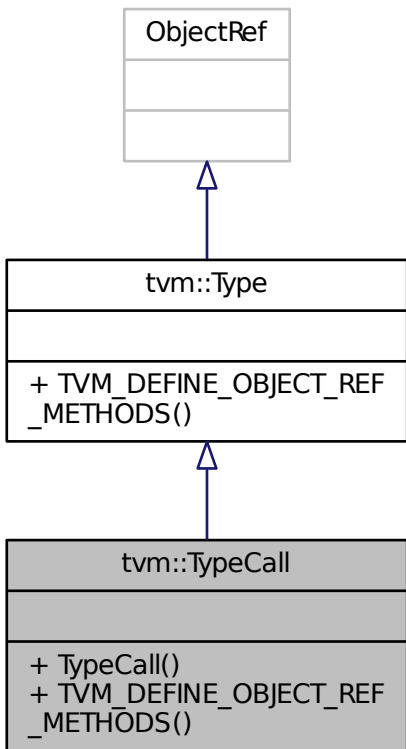 ObjectRef
tvm::Type
+ TVM_DEFINE_OBJECT_REF
_METHODS()
tvm::TypeCall
+ TypeCall()
+ TVM_DEFINE_OBJECT_REF
_METHODS()